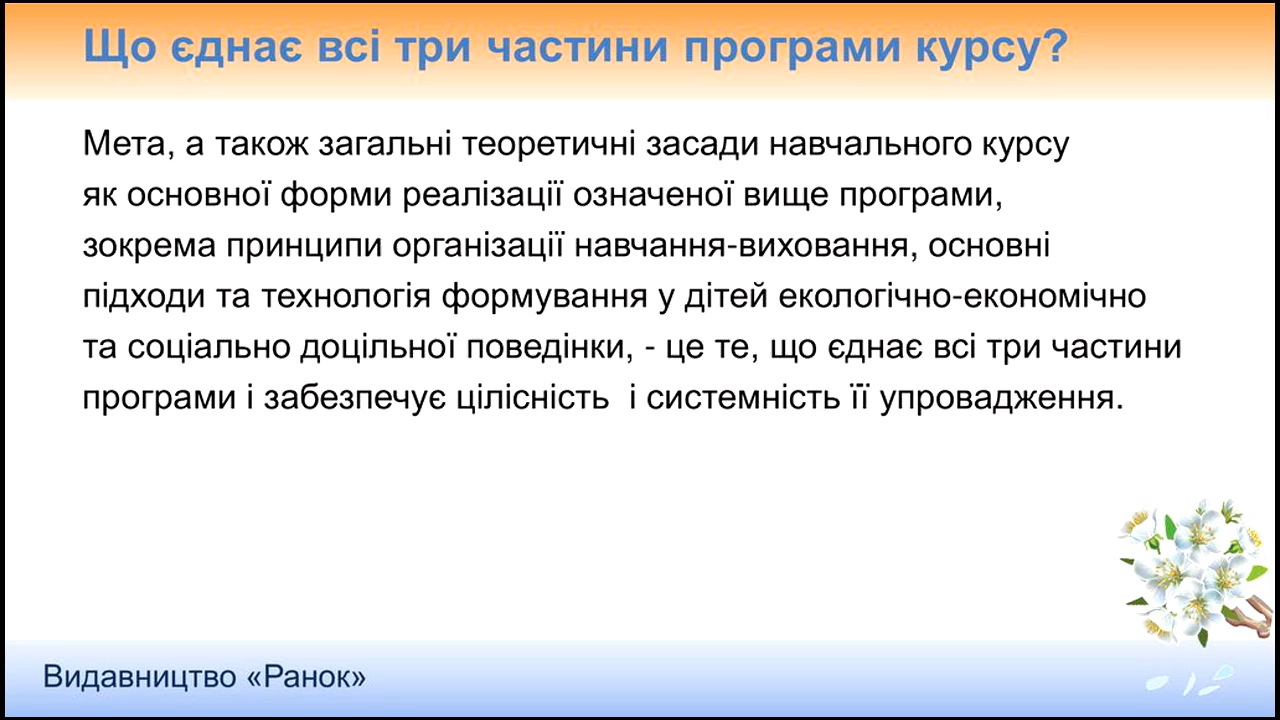 Що єднає всі три частини програми курсу?
Мета, а також загальні теоретичні засади навчального курсу
як основної форми реалізації означеної вище програми,
зокрема принципи організації навчання-виховання, основні
підходи та технологія формування у дітей екологічно-економічно
та соціально доцільної поведінки, - це те, що єднає всі три частини
програми і забезпечує цілісність  і системність її упровадження.
Видавництво «Ранок»